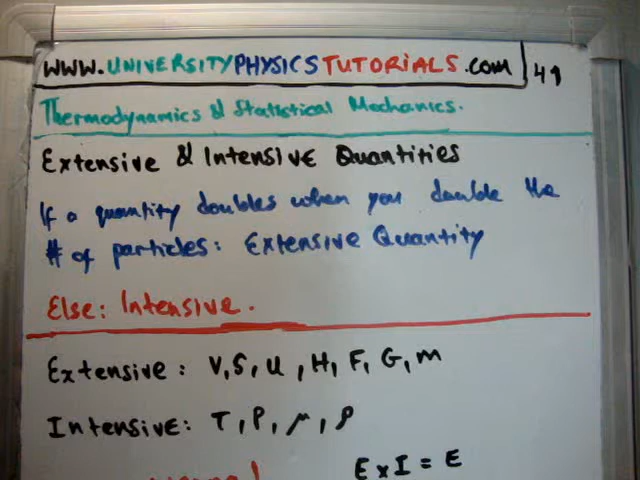 WWW.UNIVERSITYPHYSICSTUTORIALS.com 49
Thermodynamics & Statistical Mechanics.
Extensive & Intensive Quantities
If a quantity doubles when you double the
# of particles: Extensive Quantity
Else: Intensive.
Extensive: V, S, U, H, F, G, m
Intensive: T, P, μ, ρ
E x I = E